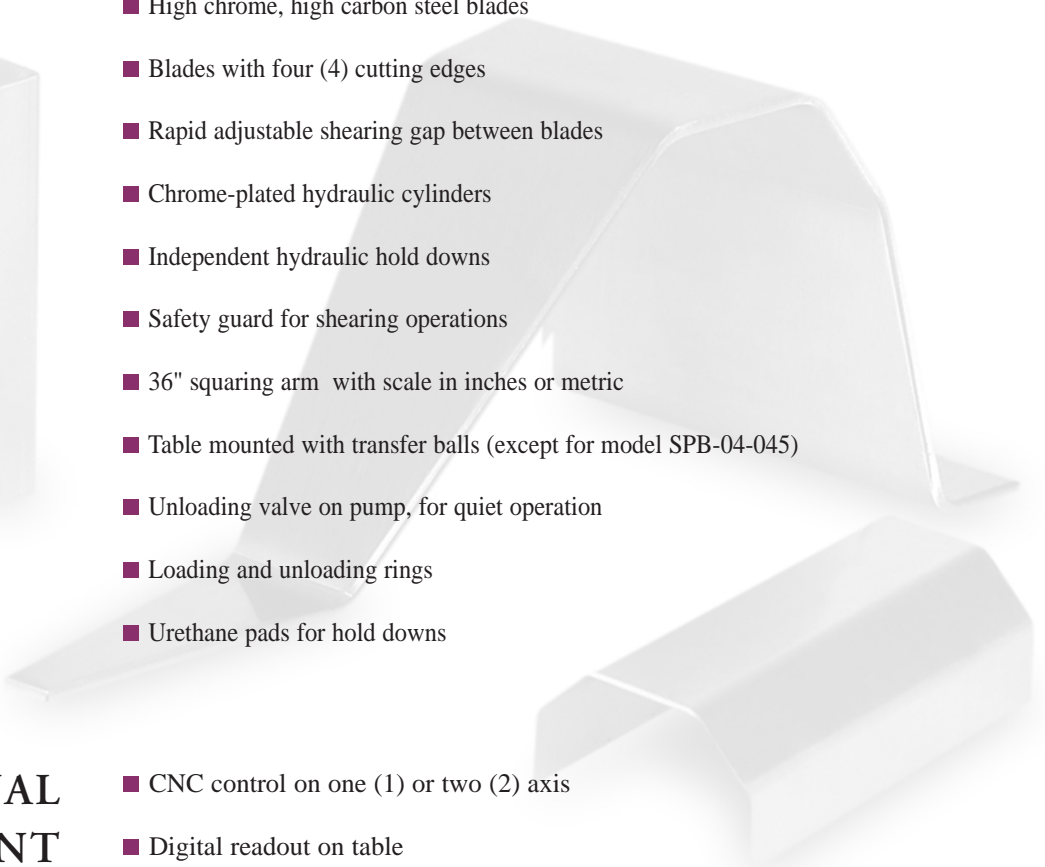 High chrome, high carbon steel blades
Blades with four (4) cutting edges
Rapid adjustable shearing gap between blades
Chrome-plated hydraulic cylinders
Independent hydraulic hold downs
Safety guard for shearing operations
36" squaring arm  with scale in inches or metric
Table mounted with transfer balls (except for model SPB-04-045)
Unloading valve on pump, for quiet operation
Loading and unloading rings
Urethane pads for hold downs
CNC control on one (1) or two (2) axis
Digital readout on table